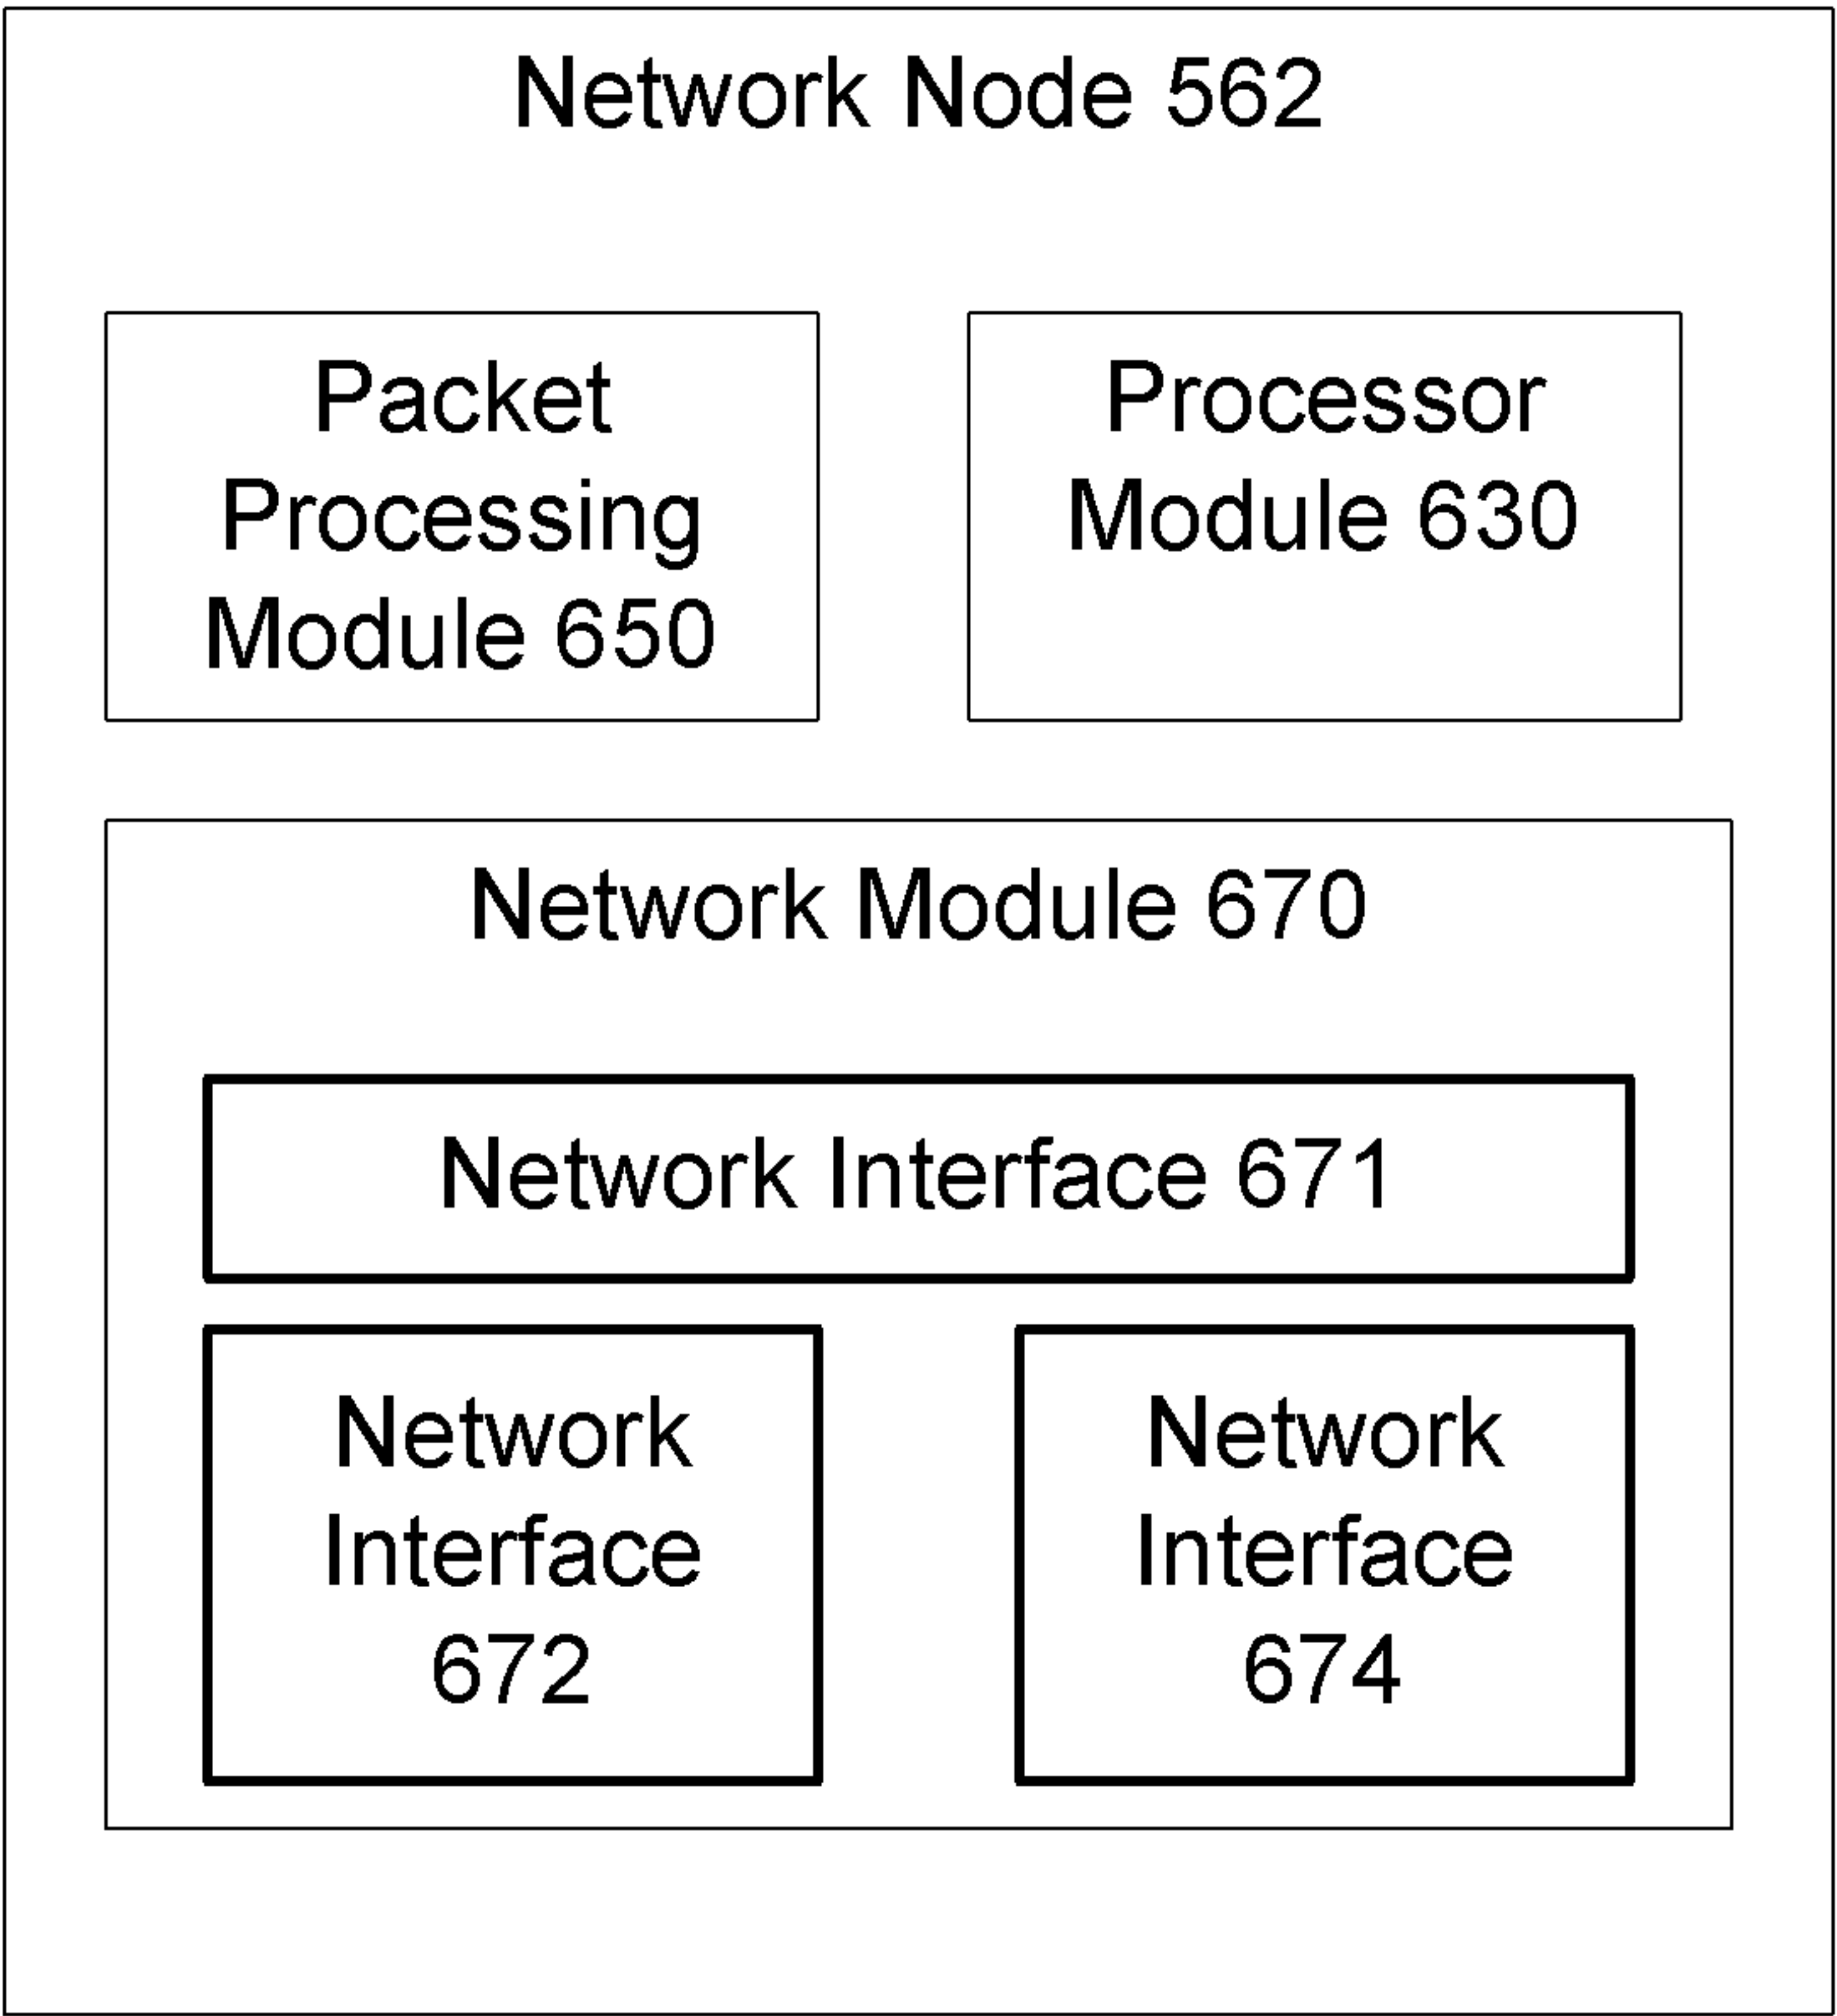 Network Node 562
Packet
Processing
Module 650
Processor
Module 630
Network Module 670
Network Interface 671
Network
Interface
672
Network
Interface
674